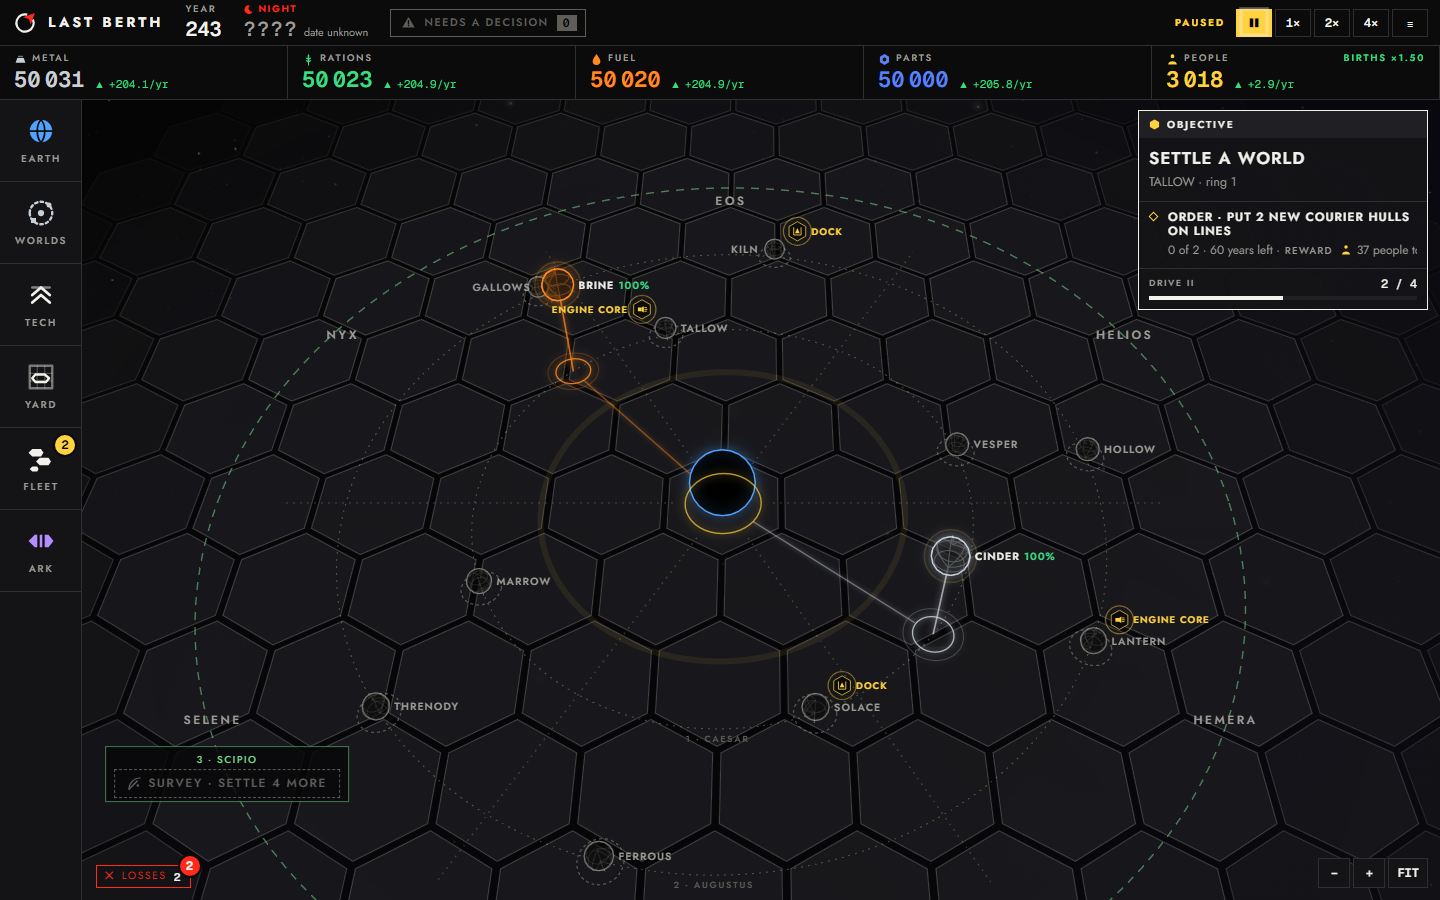 LAST BERTH
YEAR
243
NIGHT
???? date unknown
NEEDS A DECISION 0
PAUSED
1×
2×
4×
METAL
50 031 +204.1/yr
RATIONS
50 023 +204.9/yr
FUEL
50 020 +204.9/yr
PARTS
50 000 +205.8/yr
PEOPLE
BIRTHS ×1.50
3 018 +2.9/yr
EARTH
WORLDS
TECH
YARD
2
FLEET
ARK
OBJECTIVE
SETTLE A WORLD
TALLOW · ring 1
ORDER · PUT 2 NEW COURIER HULLS
ON LINES
0 of 2 · 60 years left · REWARD 37 people
DRIVE II 2 / 4
EOS
DOCK
KILN
GALLOWS
BRINE 100%
ENGINE CORE
TALLOW
NYX
HELIOS
VESPER
HOLLOW
CINDER 100%
MARROW
ENGINE CORE
LANTERN
DOCK
SOLACE
THRENODY
SELENE
HEMERA
1 · CAESAR
3 · SCIPIO
SURVEY · SETTLE 4 MORE
FERROUS
2 · AUGUSTUS
LOSSES 2
2
−
+
FIT